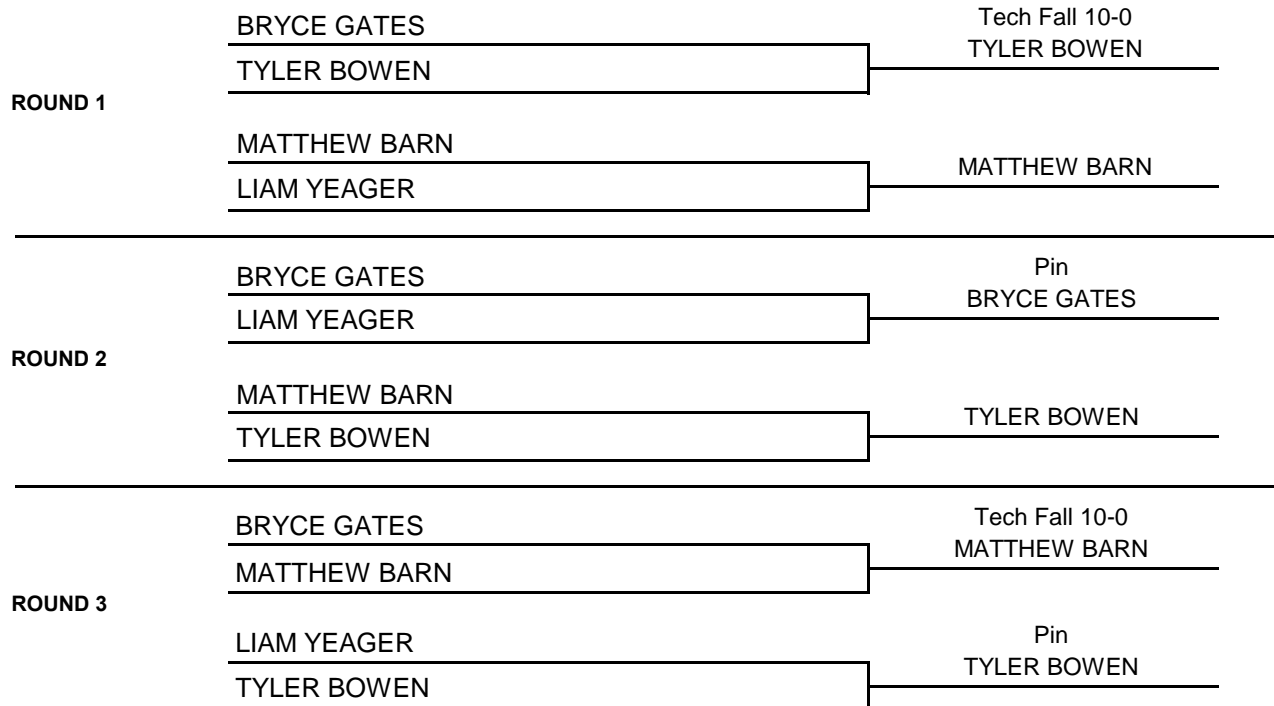 BRYCE GATES
Tech Fall 10-0
TYLER BOWEN
TYLER BOWEN
ROUND 1
MATTHEW BARN
MATTHEW BARN
LIAM YEAGER
BRYCE GATES
Pin
BRYCE GATES
LIAM YEAGER
ROUND 2
MATTHEW BARN
TYLER BOWEN
TYLER BOWEN
BRYCE GATES
Tech Fall 10-0
MATTHEW BARN
MATTHEW BARN
ROUND 3
LIAM YEAGER
Pin
TYLER BOWEN
TYLER BOWEN